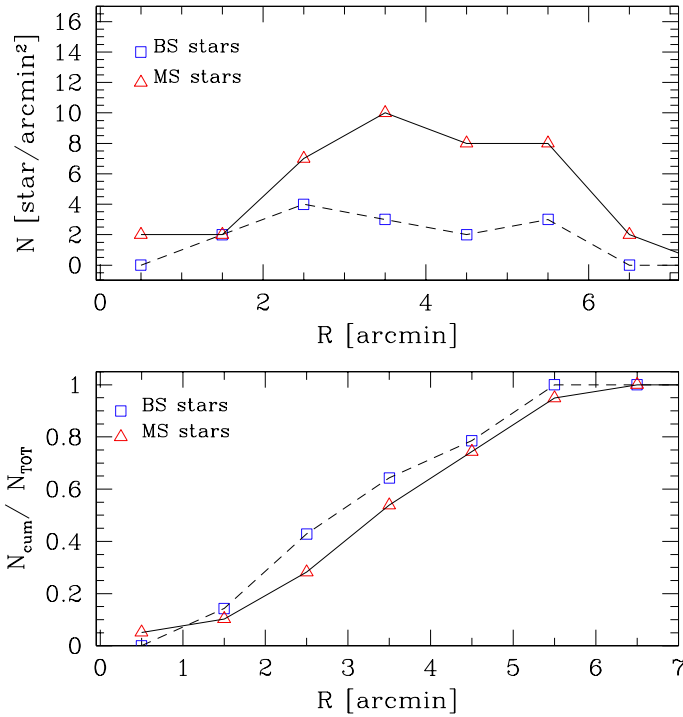 N [star/arcmin²]
16
14
12
10
8
6
4
2
0
BS stars
MS stars
0 2 4 6
R [arcmin]
N_cum / N_TOT
1
0.8
0.6
0.4
0.2
0
BS stars
MS stars
0 1 2 3 4 5 6 7
R [arcmin]